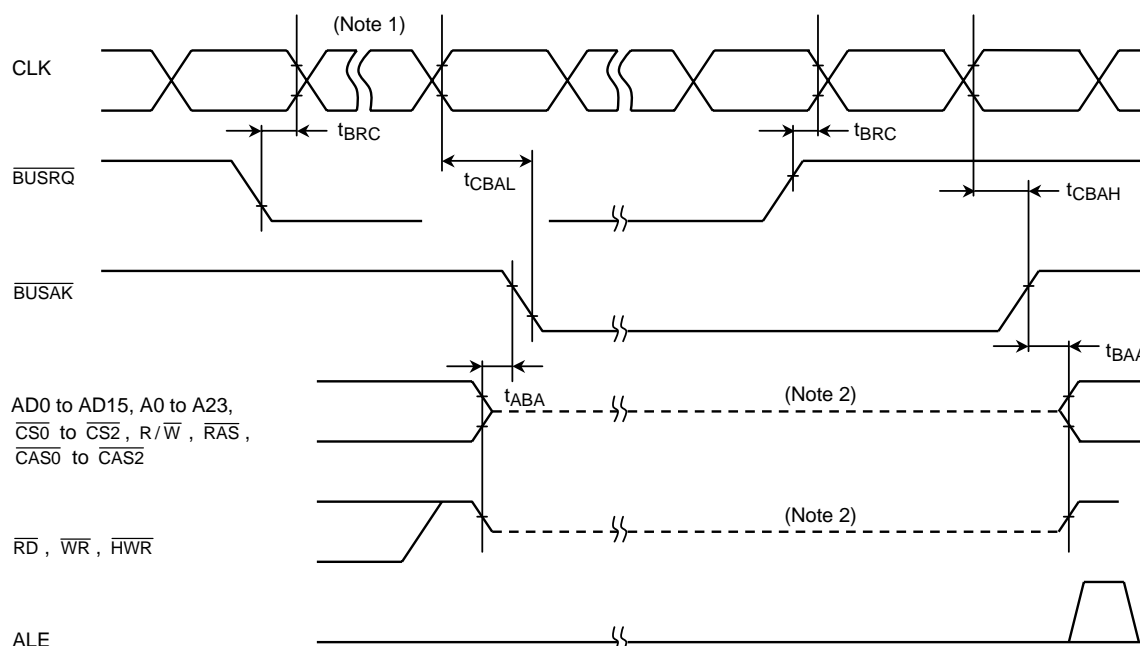 (Note 1)
CLK
tBRC
tBRC
BUSRQ
tCBAL
tCBAH
BUSAK
tBAA
tABA
(Note 2)
AD0 to AD15, A0 to A23,
CS0 to CS2 , R/W , RAS ,
CAS0 to CAS2
(Note 2)
RD , WR , HWR
ALE